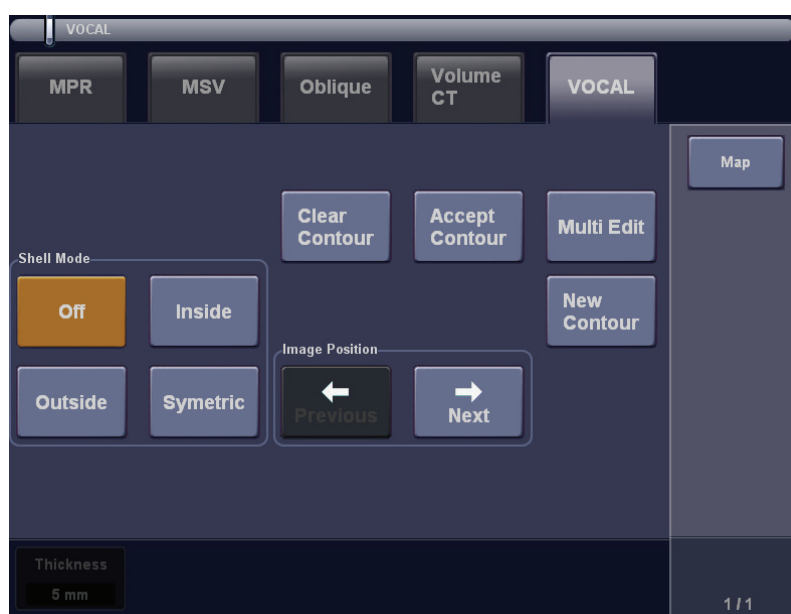 VOCAL
MPR
MSV
Oblique
Volume
CT
VOCAL
Map
Clear
Contour
Accept
Contour
Multi Edit
Shell Mode
Off
Inside
New
Contour
Image Position
Outside
Symetric
Previous
Next
Thickness
5 mm
1/1